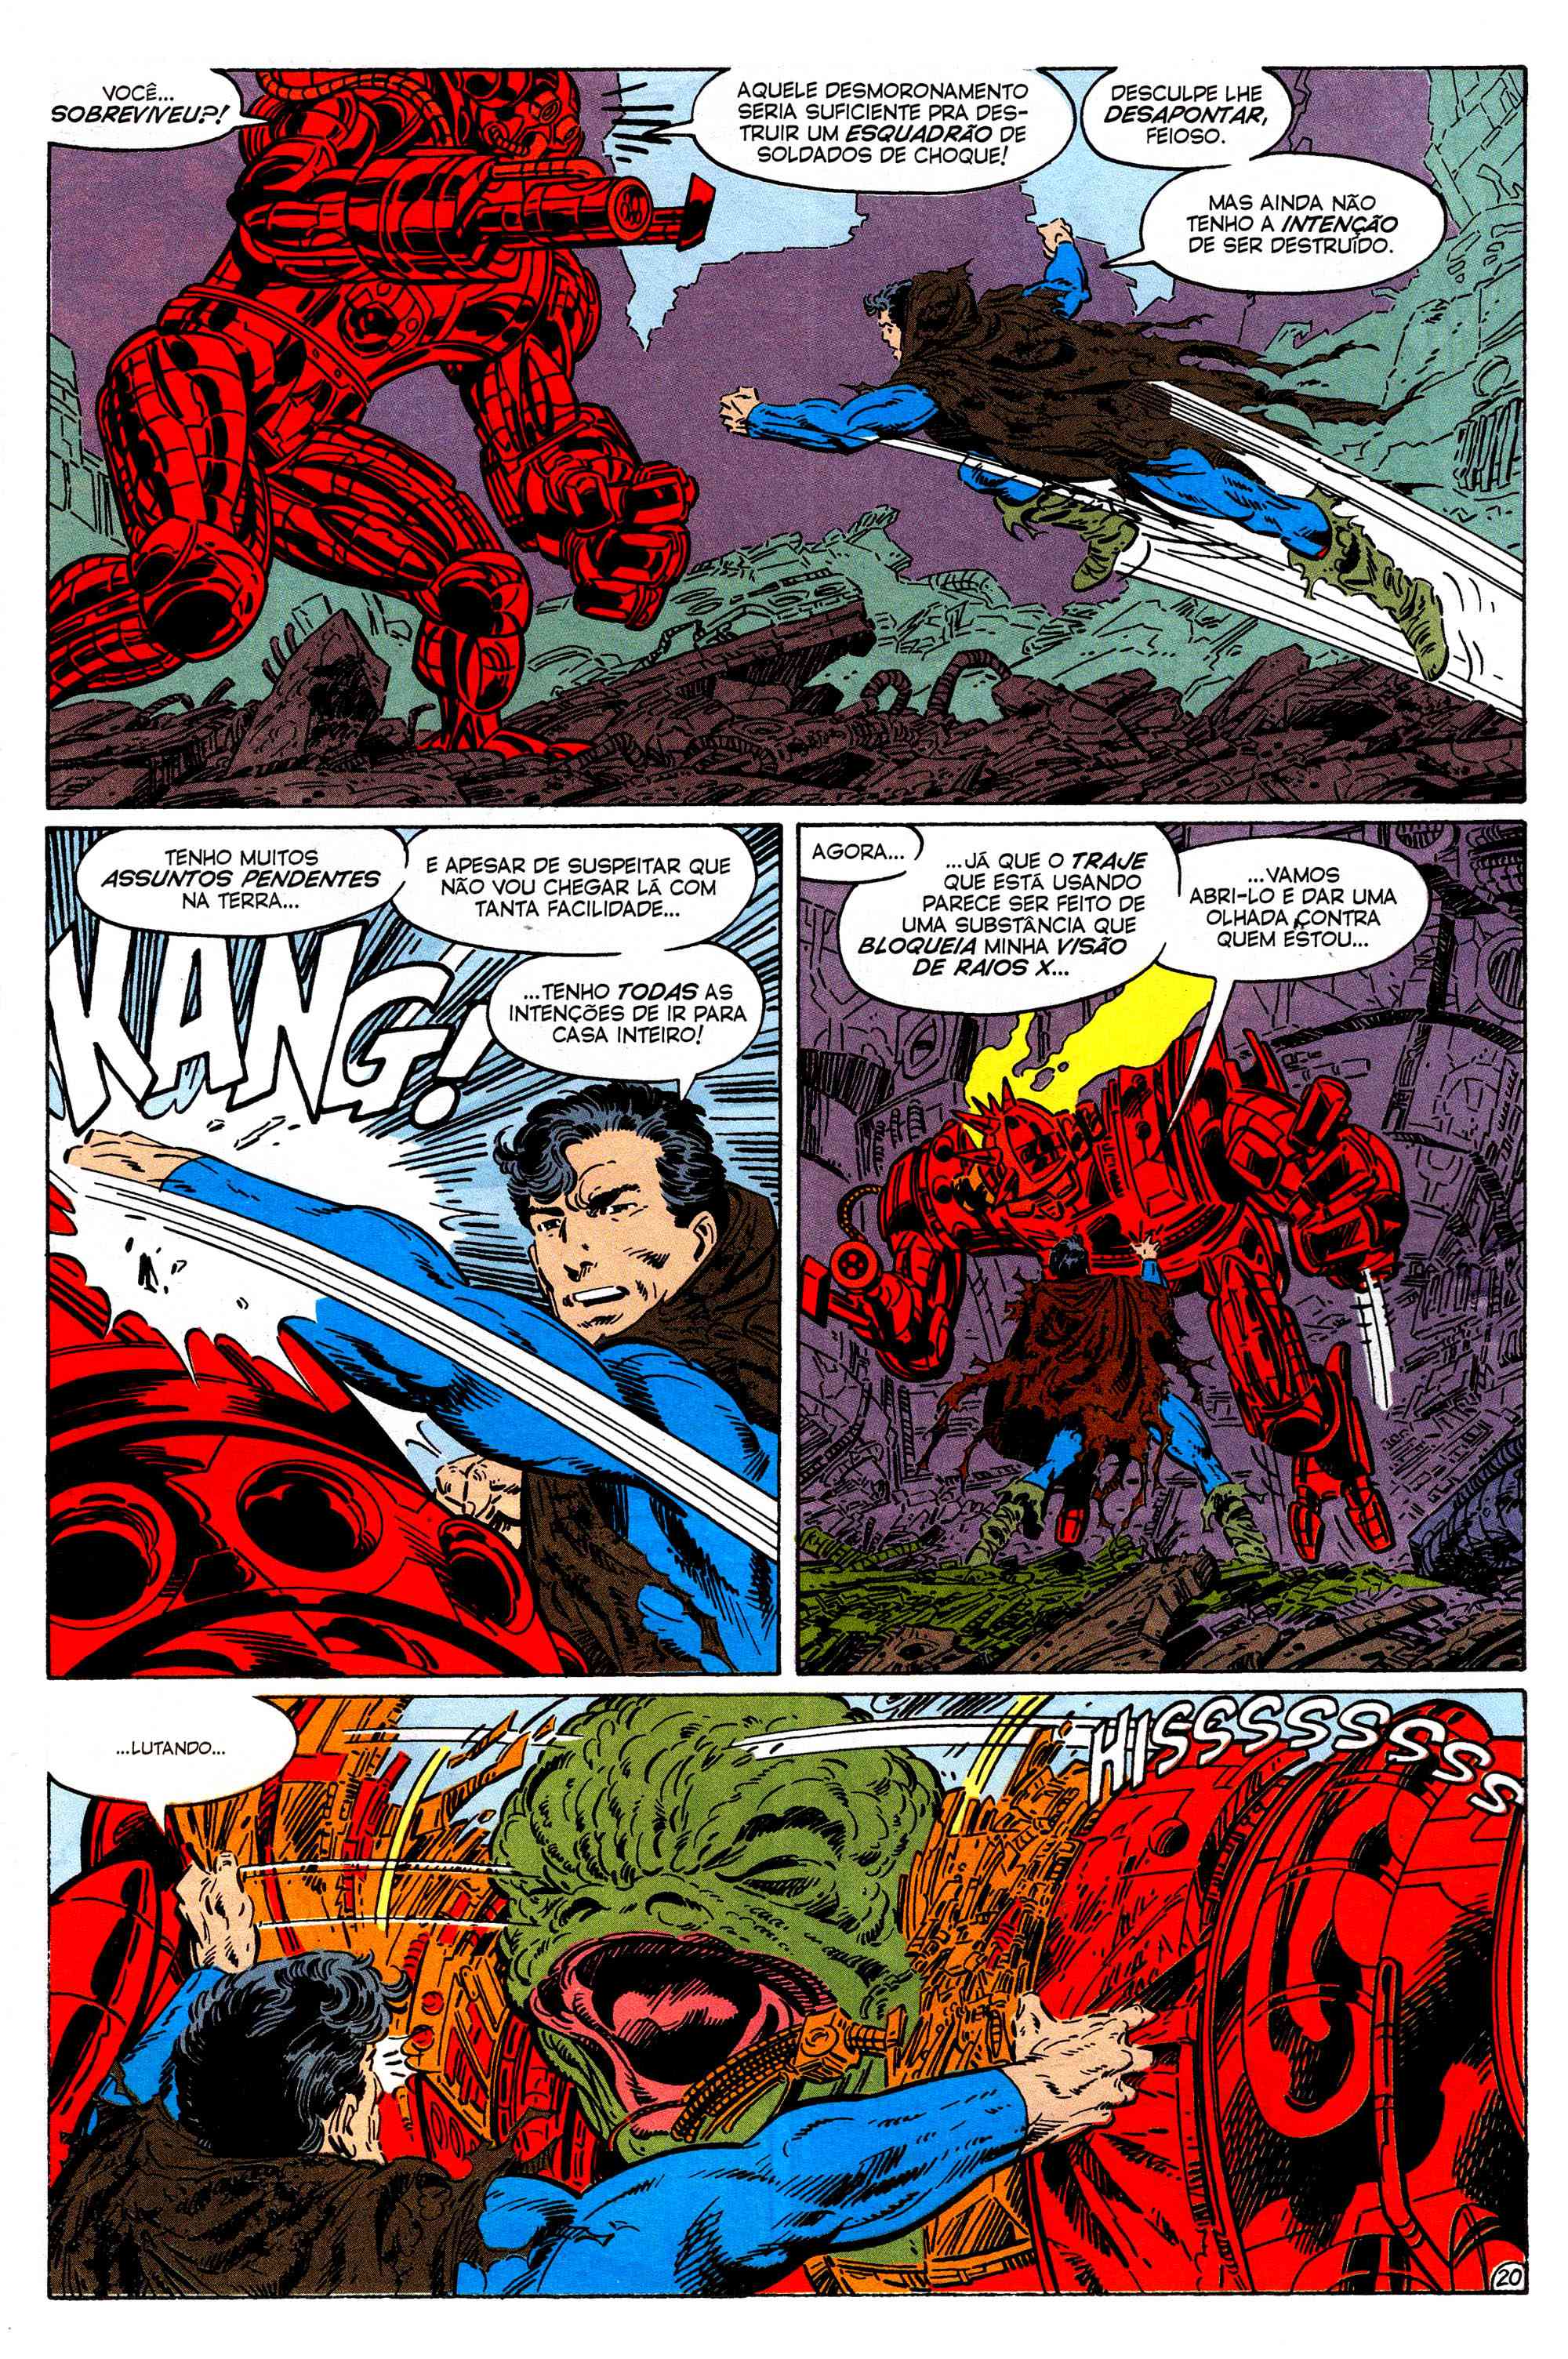 VOCÊ...
SOBREVIVEU?!
AQUELE DESMORONAMENTO
SERIA SUFICIENTE PRA DES-
TRUIR UM ESQUADRÃO DE
SOLDADOS DE CHOQUE!
DESCULPE LHE
DESAPONTAR,
FEIOSO.
MAS AINDA NÃO
TENHO A INTENÇÃO
DE SER DESTRUÍDO.
TENHO MUITOS
ASSUNTOS PENDENTES
NA TERRA...
E APESAR DE SUSPEITAR QUE
NÃO VOU CHEGAR LÁ COM
TANTA FACILIDADE...
...TENHO TODAS AS
INTENÇÕES DE IR PARA
CASA INTEIRO!
KANG!
AGORA...
...JÁ QUE O TRAJE
QUE ESTÁ USANDO
PARECE SER FEITO DE
UMA SUBSTÂNCIA QUE
BLOQUEIA MINHA VISÃO
DE RAIOS X...
...VAMOS
ABRI-LO E DAR UMA
OLHADA CONTRA
QUEM ESTOU...
...LUTANDO...
HISSSSSSSSS
20